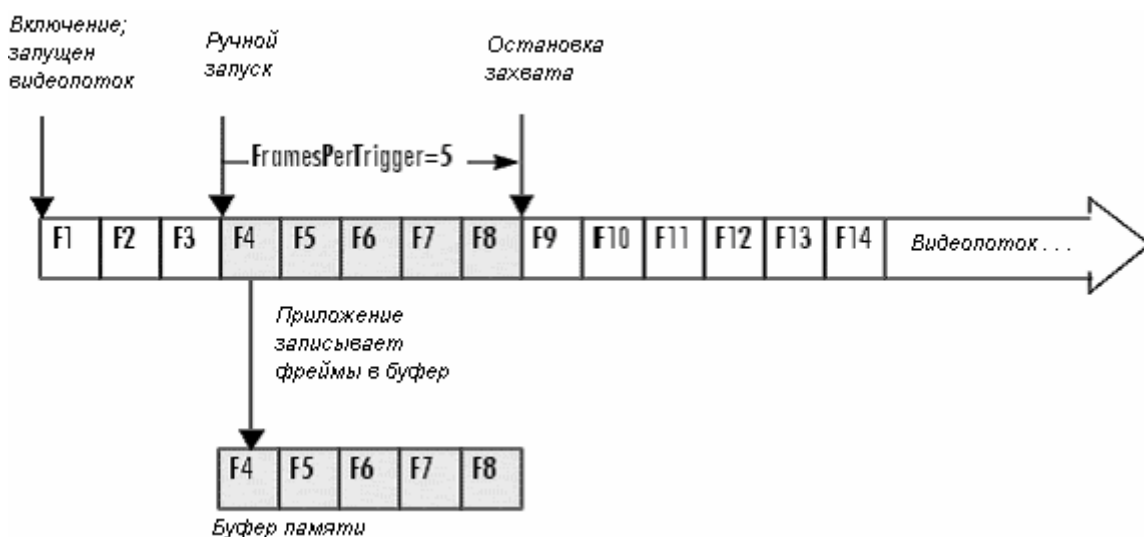 Включение;
запущен
видеопоток
Ручной
запуск
Остановка
захвата
FramesPerTrigger=5
F1 F2 F3 F4 F5 F6 F7 F8 F9 F10 F11 F12 F13 F14 Видеопоток . . .
Приложение
записывает
фреймы в буфер
F4 F5 F6 F7 F8
Буфер памяти